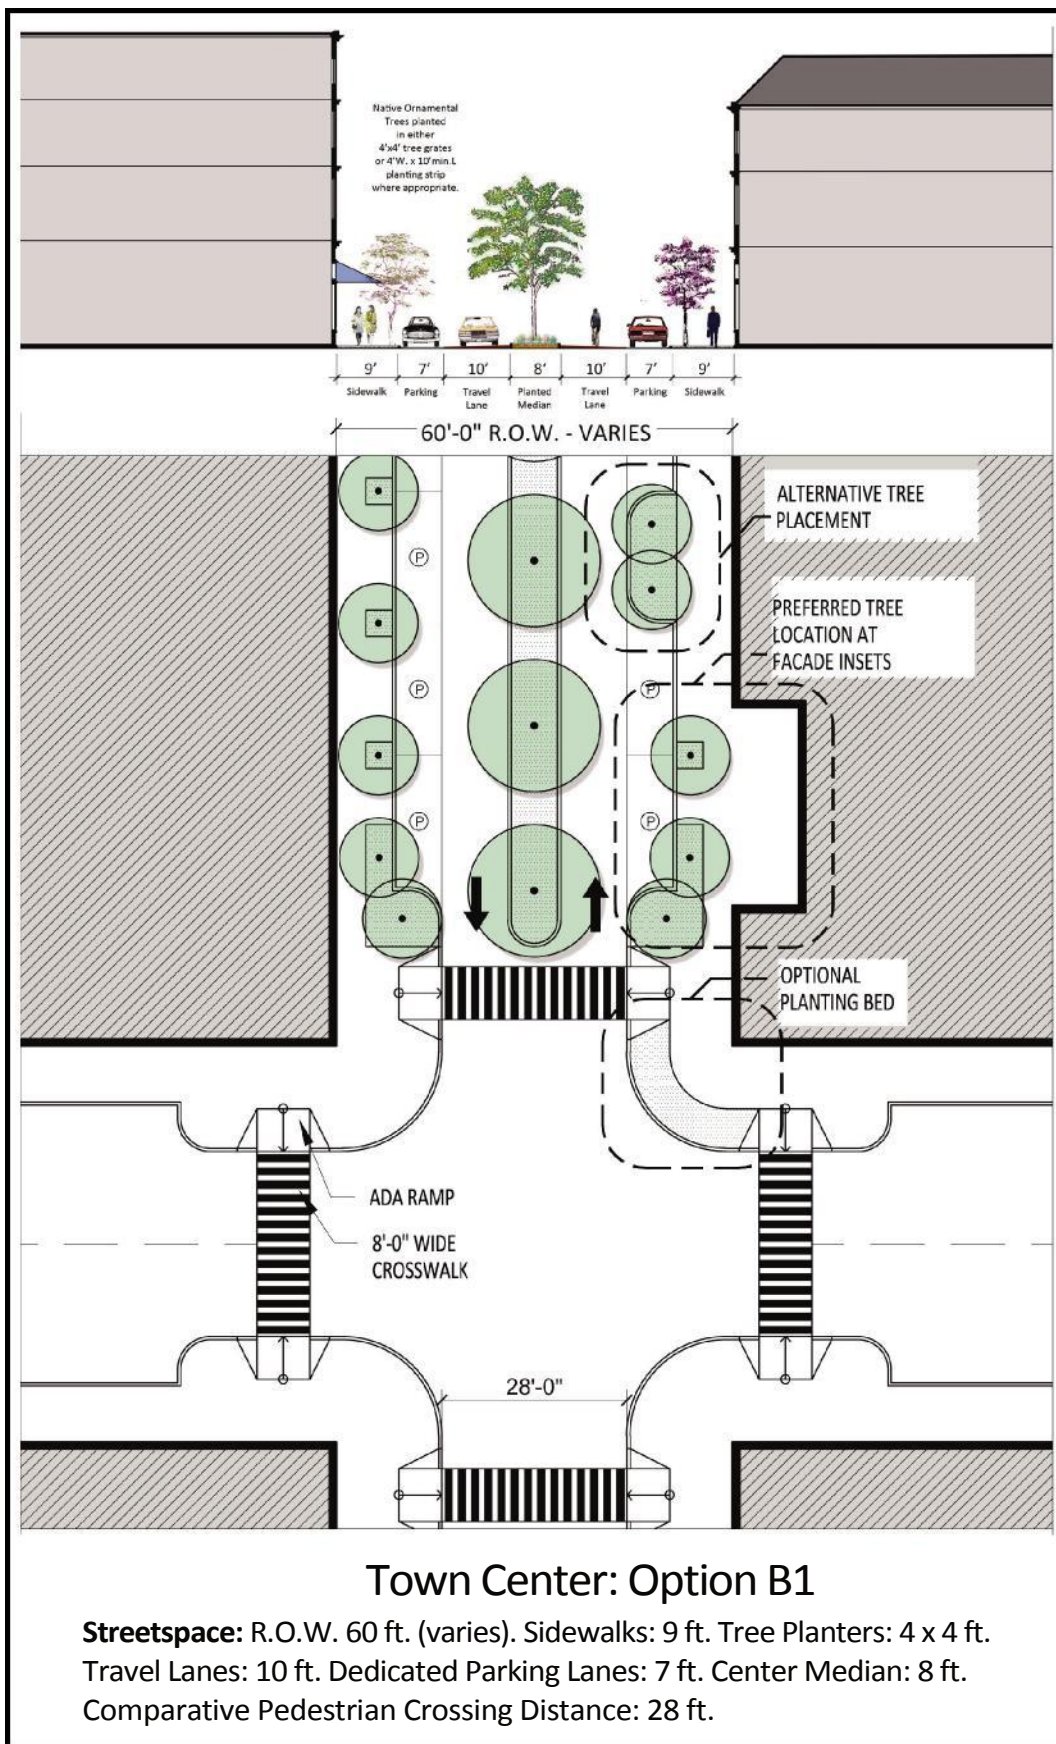 Native Ornamental
Trees planted
in either
4'x4' tree grates
or 4'W. x 10'min.L
planting strip
where appropriate.
9' 7' 10' 8' 10' 7' 9'
Sidewalk Parking Travel Lane Planted Median Travel Lane Parking Sidewalk
60'-0" R.O.W. - VARIES
ALTERNATIVE TREE
PLACEMENT
P
PREFERRED TREE
LOCATION AT
FACADE INSETS
P
P
P
P
OPTIONAL
PLANTING BED
ADA RAMP
8'-0" WIDE
CROSSWALK
28'-0"
Town Center: Option B1
Streetspace: R.O.W. 60 ft. (varies). Sidewalks: 9 ft. Tree Planters: 4 x 4 ft.
Travel Lanes: 10 ft. Dedicated Parking Lanes: 7 ft. Center Median: 8 ft.
Comparative Pedestrian Crossing Distance: 28 ft.